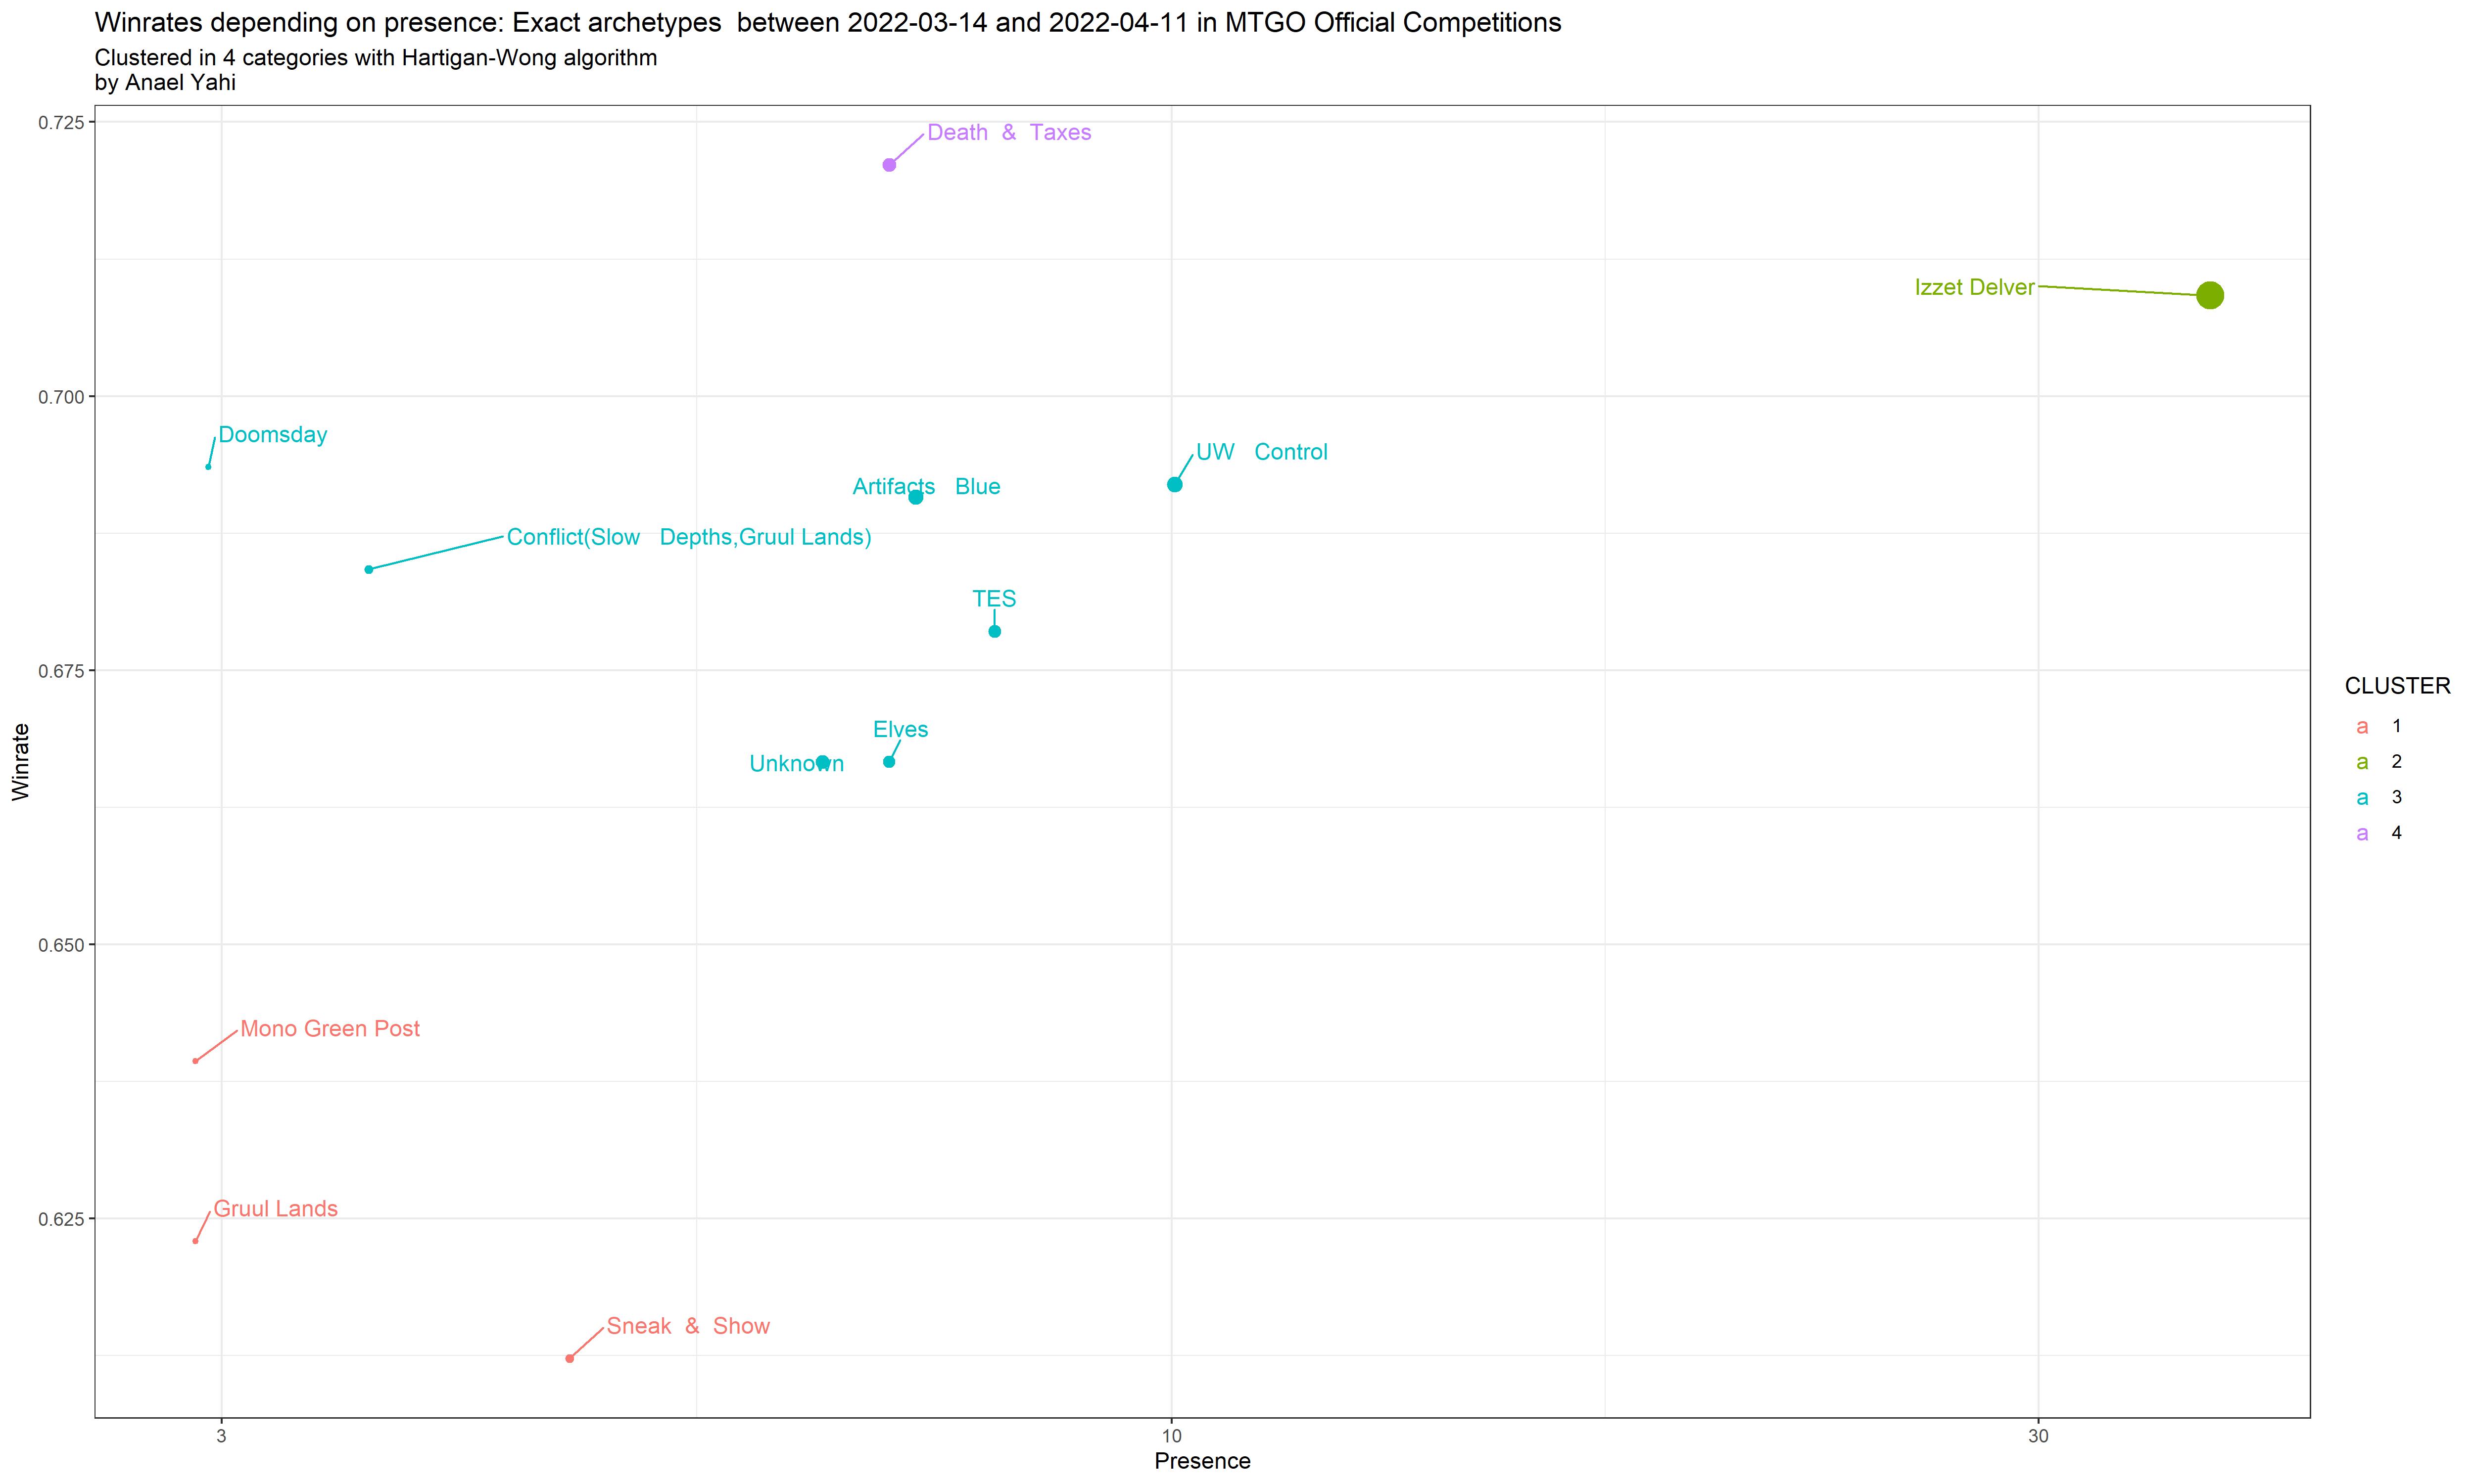 Winrates depending on presence: Exact archetypes  between 2022-03-14 and 2022-04-11 in MTGO Official Competitions
Clustered in 4 categories with Hartigan-Wong algorithm
by Anael Yahi
0.725
Death  &  Taxes
Izzet Delver
0.700
Doomsday
UW   Control
Artifacts   Blue
Conflict(Slow   Depths,Gruul Lands)
TES
0.675
Elves
Unknown
Winrate
0.650
Mono Green Post
Gruul Lands
0.625
Sneak  &  Show
3
10
30
Presence
CLUSTER
a 1
a 2
a 3
a 4